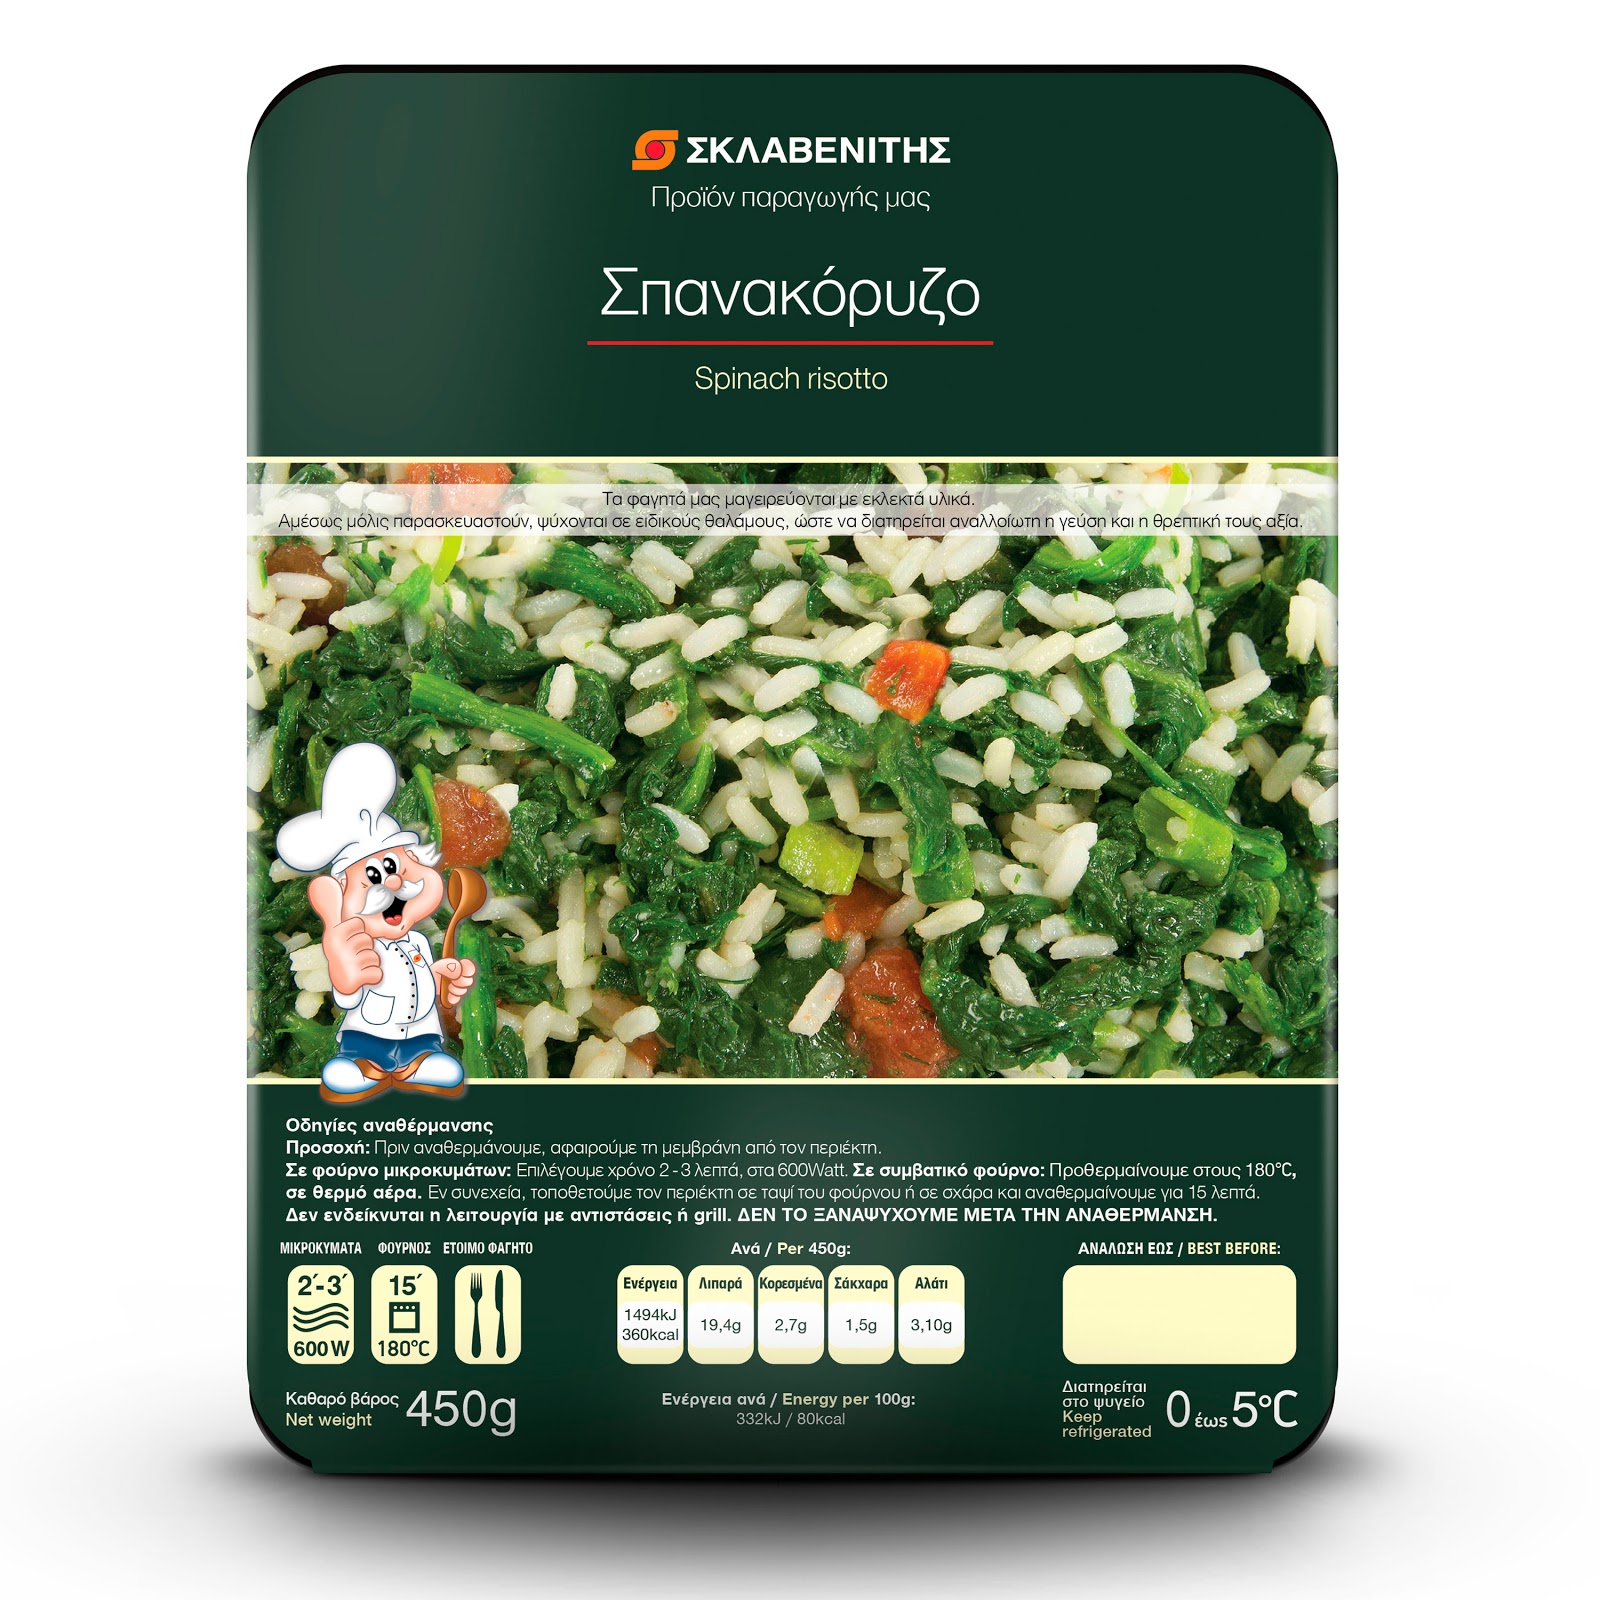 ΣΚΛΑΒΕΝΙΤΗΣ
Προϊόν παραγωγής μας
Σπανακόρυζο
Spinach risotto
Τα φαγητά μας μαγειρεύονται με εκλεκτά υλικά.
Αμέσως μόλις παρασκευαστούν, ψύχονται σε ειδικούς θαλάμους, ώστε να διατηρείται αναλλοίωτη η γεύση και η θρεπτική τους αξία.
Οδηγίες αναθέρμανσης
Προσοχή: Πριν αναθερμάνουμε, αφαιρούμε τη μεμβράνη από τον περιέκτη.
Σε φούρνο μικροκυμάτων: Επιλέγουμε χρόνο 2 - 3 λεπτά, στα 600Watt. Σε συμβατικό φούρνο: Προθερμαίνουμε στους 180°C,
σε θερμό αέρα. Εν συνεχεία, τοποθετούμε τον περιέκτη σε ταψί του φούρνου ή σε σχάρα και αναθερμαίνουμε για 15 λεπτά.
Δεν ενδείκνυται η λειτουργία με αντιστάσεις ή grill. ΔΕΝ ΤΟ ΞΑΝΑΨΥΧΟΥΜΕ ΜΕΤΑ ΤΗΝ ΑΝΑΘΕΡΜΑΝΣΗ.
ΜΙΚΡΟΚΥΜΑΤΑ ΦΟΥΡΝΟΣ ΕΤΟΙΜΟ ΦΑΓΗΤΟ
2΄-3΄ 15΄
600 W 180°C
Ανά / Per 450g:
Ενέργεια Λιπαρά Κορεσμένα Σάκχαρα Αλάτι
1494kJ
360kcal 19,4g 2,7g 1,5g 3,10g
ΑΝΑΛΩΣΗ ΕΩΣ / BEST BEFORE:
Καθαρό βάρος
Net weight 450g
Ενέργεια ανά / Energy per 100g:
332kJ / 80kcal
Διατηρείται
στο ψυγείο
Keep
refrigerated
0 έως 5°C